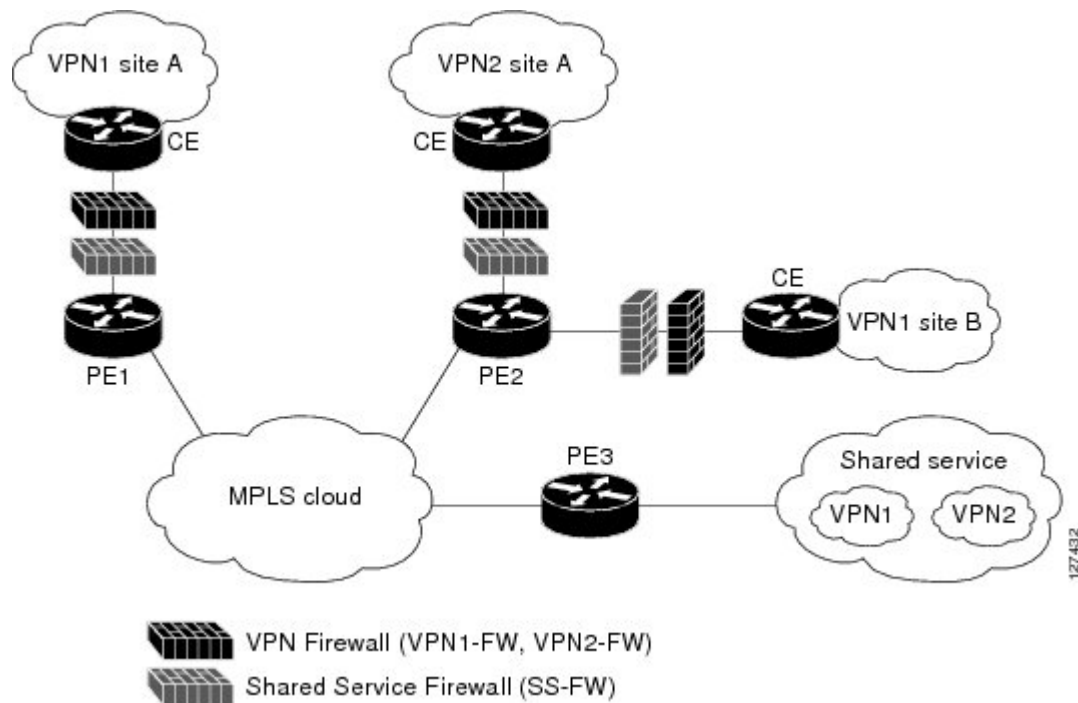 VPN1 site A
VPN2 site A
CE
CE
CE
VPN1 site B
PE1
PE2
PE3
Shared service
MPLS cloud
VPN1
VPN2
127432
VPN Firewall (VPN1-FW, VPN2-FW)
Shared Service Firewall (SS-FW)